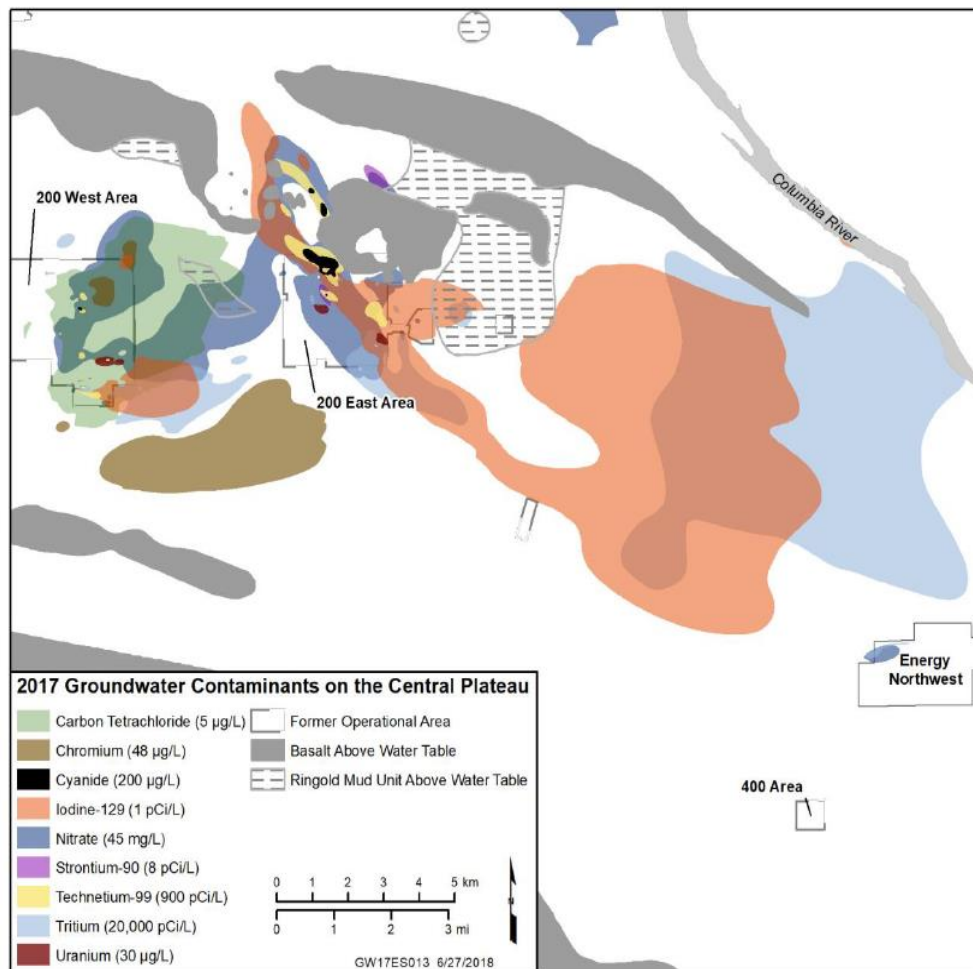 200 West Area
Columbia River
200 East Area
Energy
Northwest
400 Area
2017 Groundwater Contaminants on the Central Plateau
Carbon Tetrachloride (5 µg/L)
Chromium (48 µg/L)
Cyanide (200 µg/L)
Iodine-129 (1 pCi/L)
Nitrate (45 mg/L)
Strontium-90 (8 pCi/L)
Technetium-99 (900 pCi/L)
Tritium (20,000 pCi/L)
Uranium (30 µg/L)
Former Operational Area
Basalt Above Water Table
Ringold Mud Unit Above Water Table
0 1 2 3 4 5 km
0 1 2 3 mi
N
GW17ES013 6/27/2018